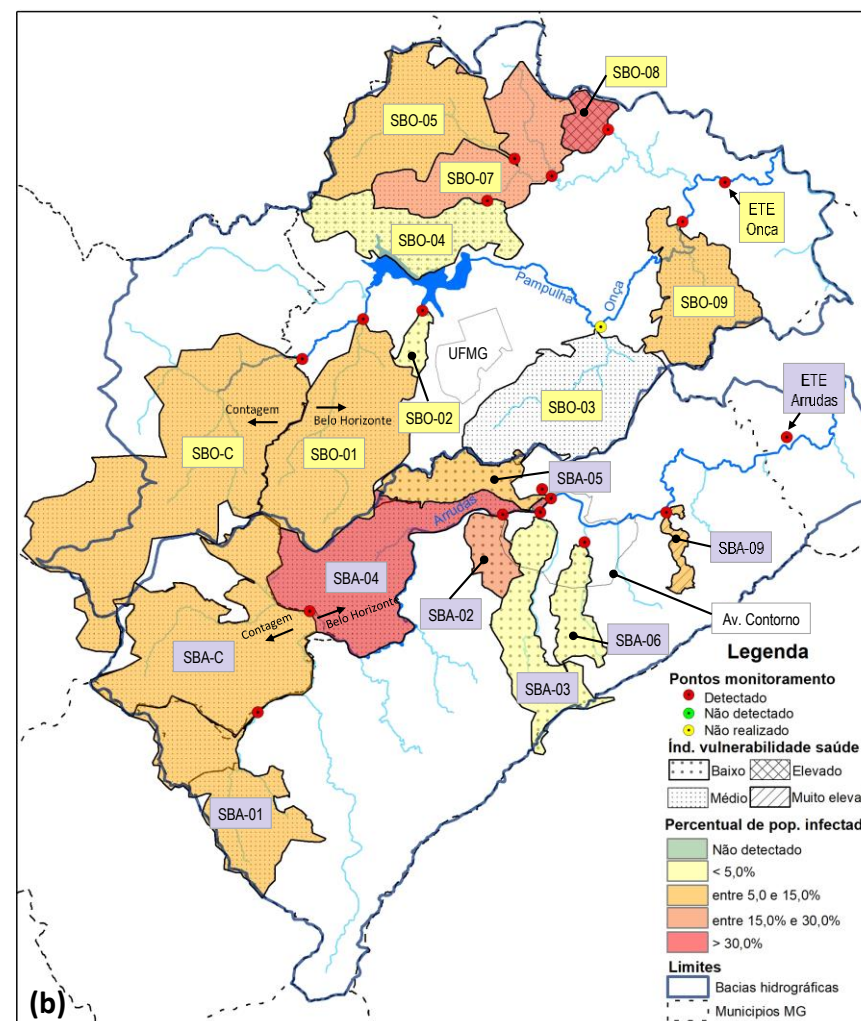 SBO-08
SBO-05
SBO-07
ETE
Onça
SBO-04
Pampulha
Onça
SBO-09
UFMG
ETE
Arrudas
Contagem
Belo Horizonte
SBO-02
SBO-03
SBO-C
SBO-01
SBA-05
Arrudas
SBA-09
SBA-04
SBA-02
Contagem
Belo Horizonte
Av. Contorno
SBA-C
SBA-06
SBA-03
SBA-01
Legenda
Pontos monitoramento
Detectado
Não detectado
Não realizado
Índ. vulnerabilidade saúde
Baixo
Elevado
Médio
Muito eleva
Percentual de pop. infectad
Não detectado
< 5,0%
entre 5,0 e 15,0%
entre 15,0% e 30,0%
> 30,0%
Limites
Bacias hidrográficas
Municipios MG
(b)